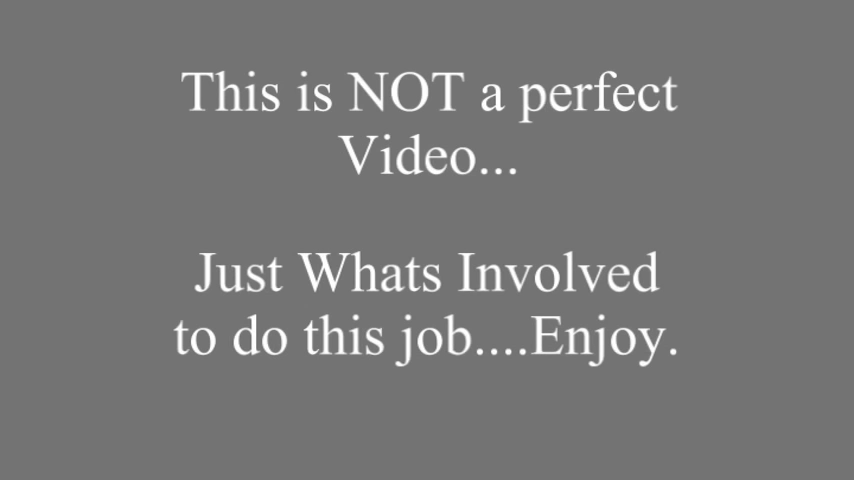 This is NOT a perfect
Video...
Just Whats Involved
to do this job....Enjoy.